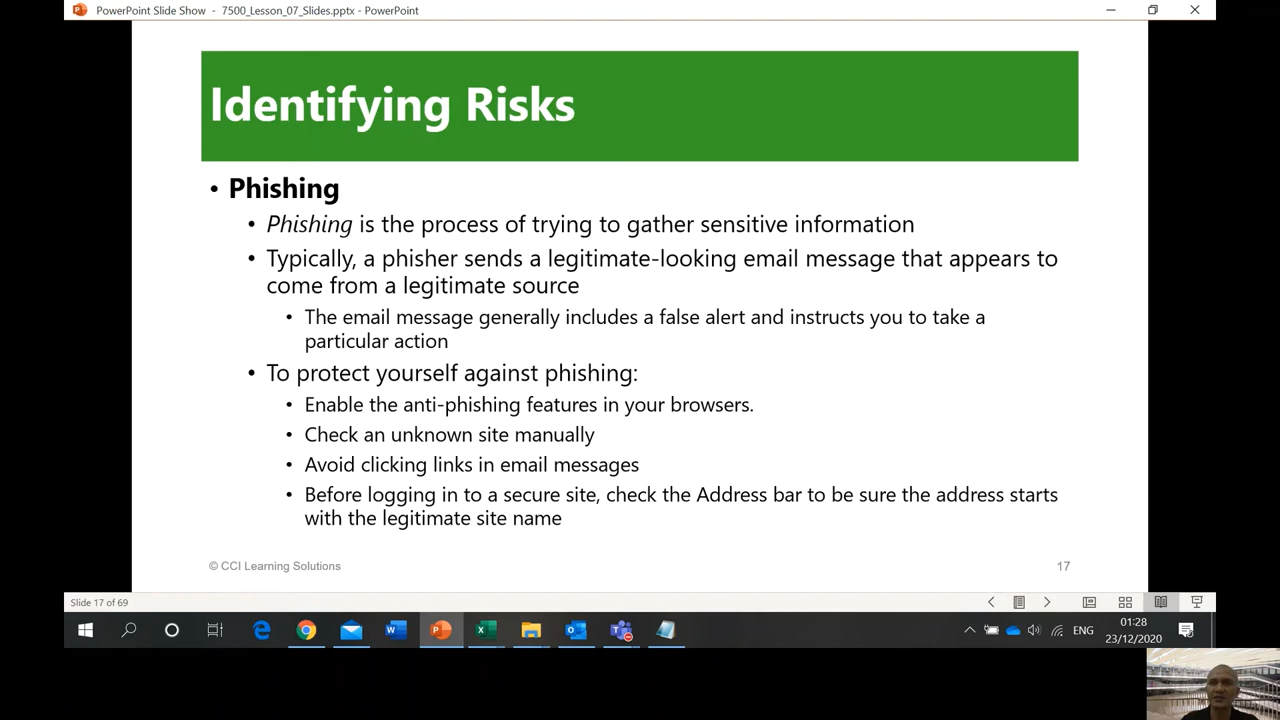 PowerPoint Slide Show - 7500_Lesson_07_Slides.pptx - PowerPoint
Identifying Risks
• Phishing
• Phishing is the process of trying to gather sensitive information
• Typically, a phisher sends a legitimate-looking email message that appears to
come from a legitimate source
• The email message generally includes a false alert and instructs you to take a
particular action
• To protect yourself against phishing:
• Enable the anti-phishing features in your browsers.
• Check an unknown site manually
• Avoid clicking links in email messages
• Before logging in to a secure site, check the Address bar to be sure the address starts
with the legitimate site name
© CCI Learning Solutions
17
Slide 17 of 69
ENG
01:28
23/12/2020